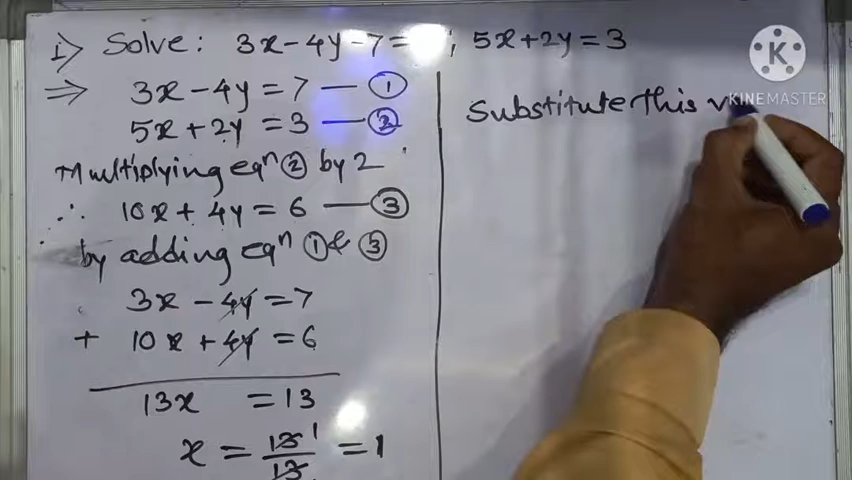 i) Solve: 3x-4y-7= ; 5x+2y=3
⇒ 3x-4y=7 — ①
5x+2y=3 — ②
Multiplying eqⁿ ② by 2
∴ 10x+4y=6 — ③
by adding eqⁿ ① & ③
3x-4y=7
+ 10x+4y=6
13x =13
x = 13 1 = 1
13
Substitute this
K
KINEMASTER